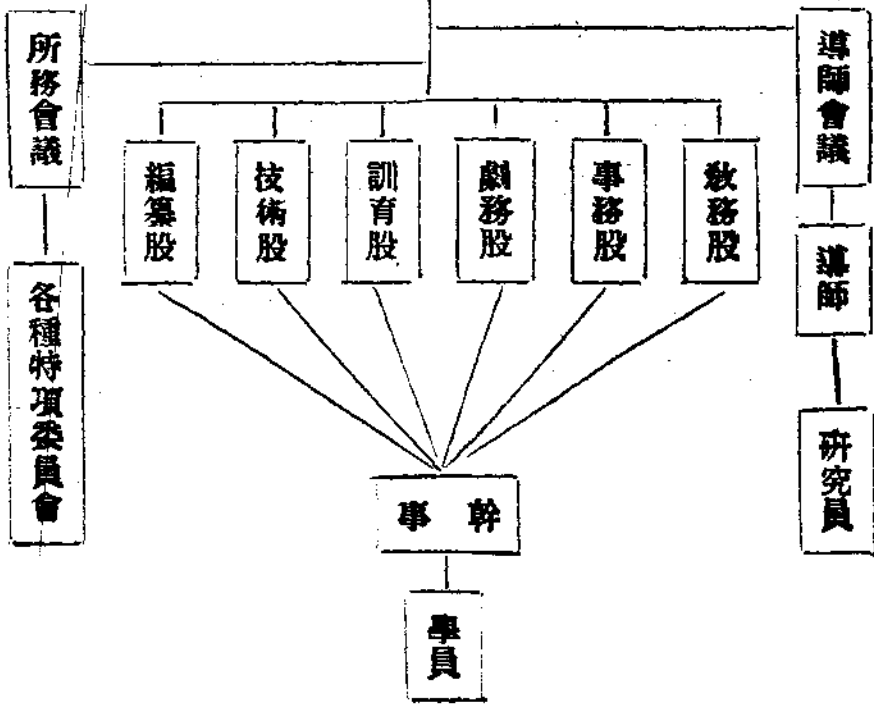 導師會議
導師
研究員
教務股
事務股
劇務股
訓育股
技術股
編纂股
所務會議
各種特項委員會
幹事
學員